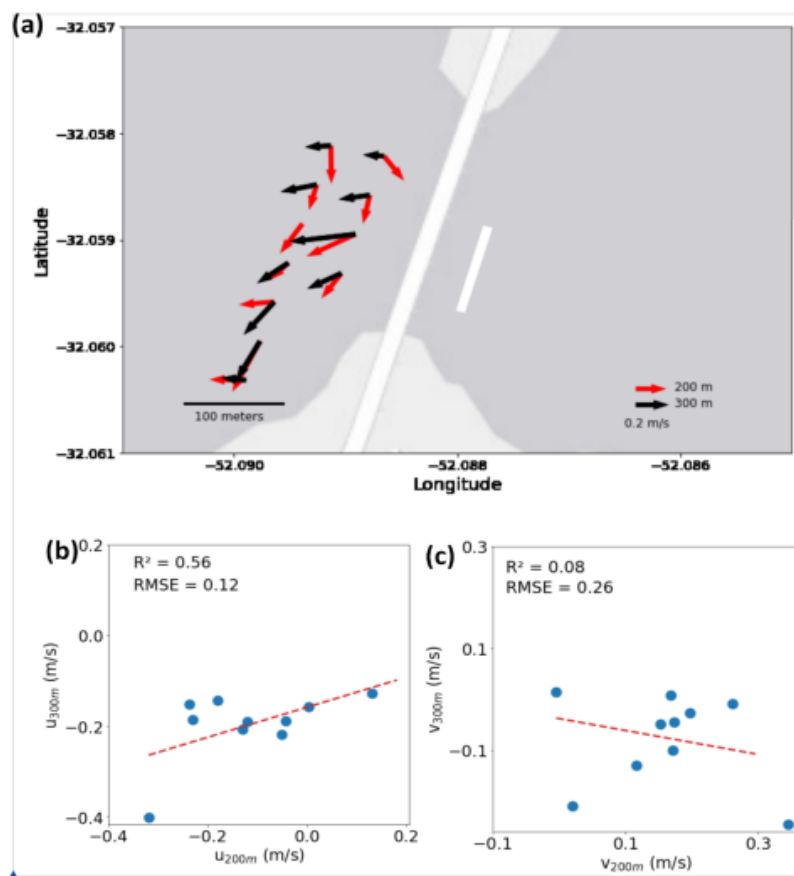 (a)
−32.057
−32.058
−32.059
−32.060
−32.061
Latitude
100 meters
200 m
300 m
0.2 m/s
−52.090
−52.088
−52.086
Longitude
(b)
R² = 0.56
RMSE = 0.12
0.2
0.0
−0.2
−0.4
u300m (m/s)
−0.4
−0.2
0.0
0.2
u200m (m/s)
(c)
R² = 0.08
RMSE = 0.26
0.3
0.1
−0.1
v300m (m/s)
−0.1
0.1
0.3
v200m (m/s)